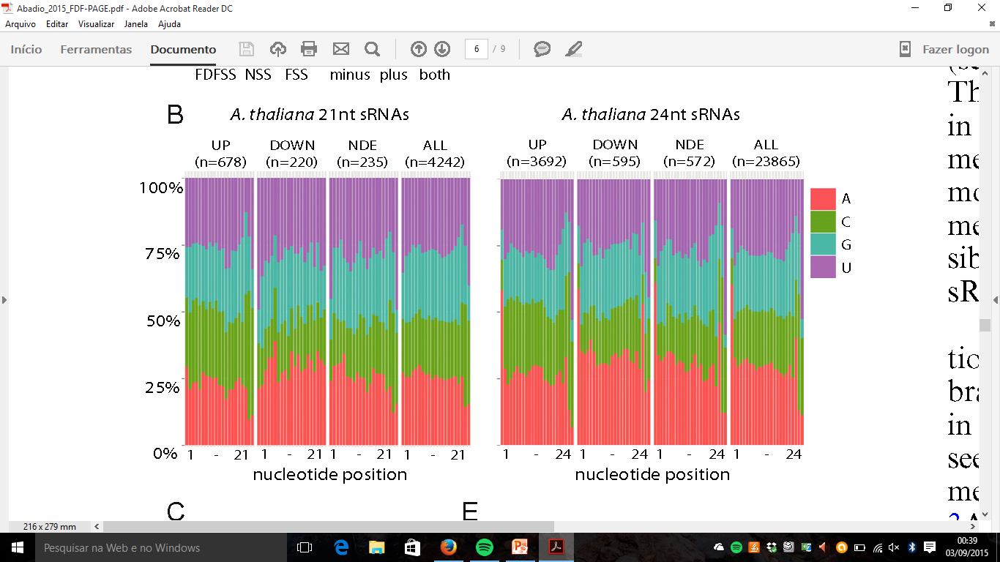 Abadio_2015_FDF-PAGE.pdf - Adobe Acrobat Reader DC
Arquivo Editar Visualizar Janela Ajuda
Início Ferramentas Documento 6 / 9 Fazer logon
FDFSS NSS FSS minus plus both
B A. thaliana 21nt sRNAs A. thaliana 24nt sRNAs
UP DOWN NDE ALL UP DOWN NDE ALL
(n=678) (n=220) (n=235) (n=4242) (n=3692) (n=595) (n=572) (n=23865)
100%
75%
50%
25%
0%
A
C
G
U
1 - 21 1 - 21 1 - 21 1 - 21 1 - 24 1 - 24 1 - 24 1 - 24
nucleotide position nucleotide position
C E
Th
in
me
mo
me
sib
sR
tic
bra
in
see
me
216 x 279 mm
Pesquisar na Web e no Windows
00:39
03/09/2015